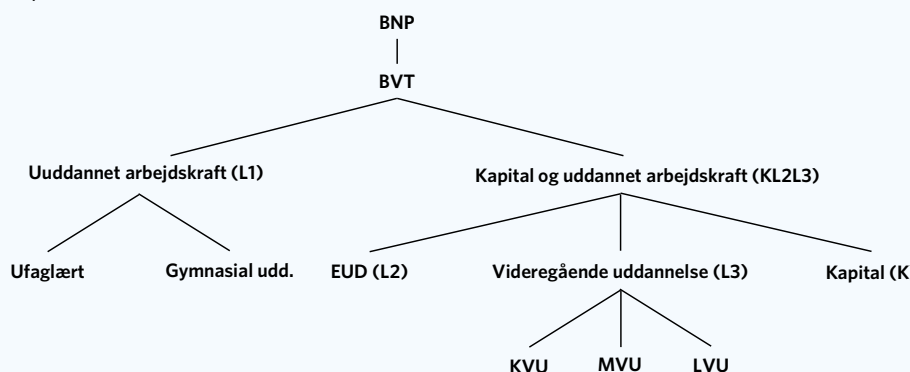 BNP
BVT
Uuddannet arbejdskraft (L1)
Kapital og uddannet arbejdskraft (KL2L3)
Ufaglært
Gymnasial udd.
EUD (L2)
Videregående uddannelse (L3)
Kapital (K
KVU
MVU
LVU